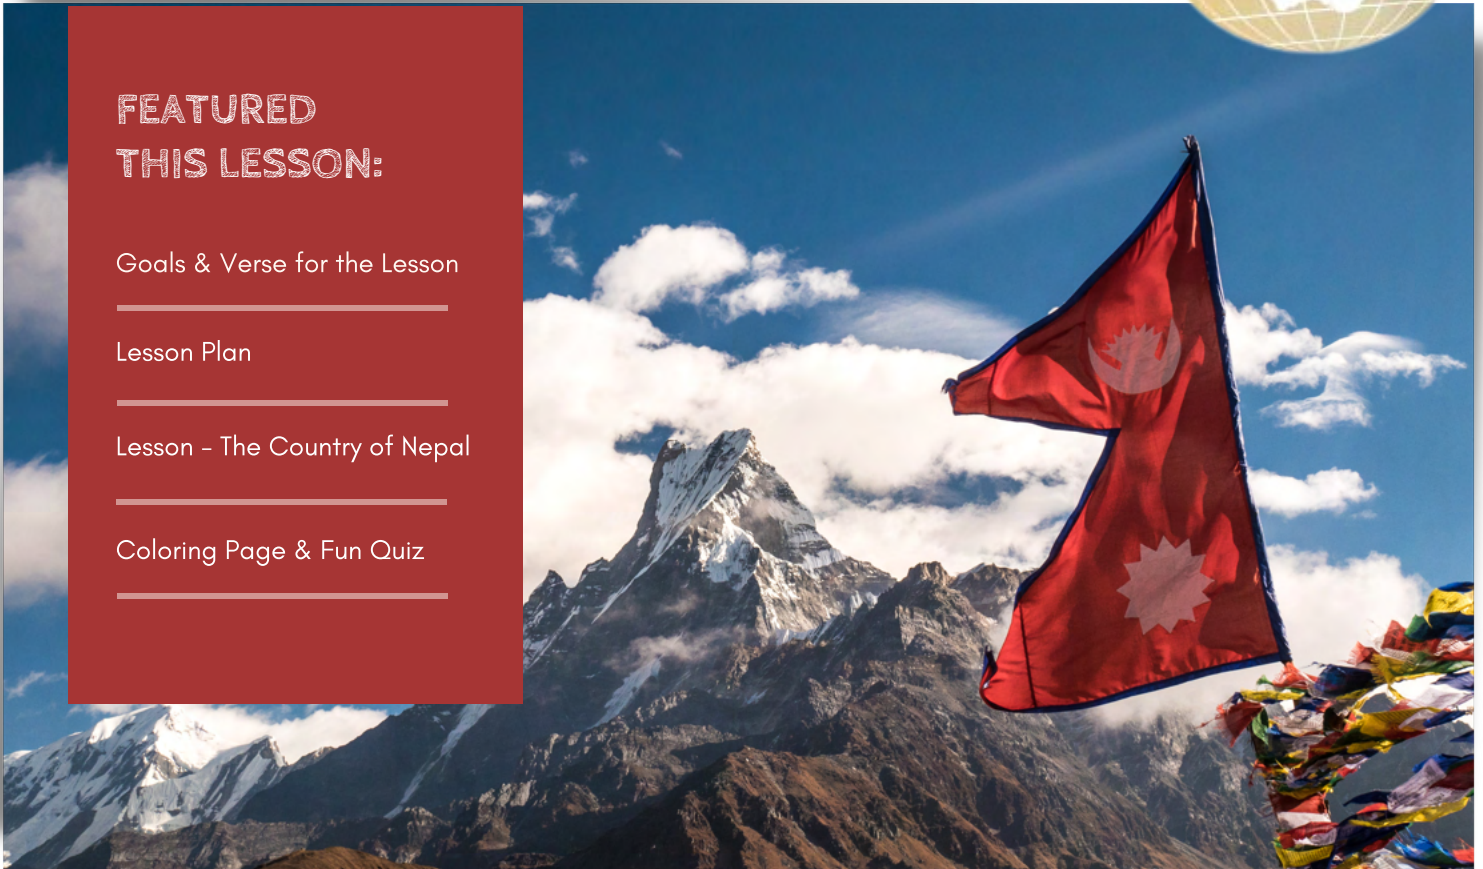 FEATURED
THIS LESSON:
Goals & Verse for the Lesson
Lesson Plan
Lesson - The Country of Nepal
Coloring Page & Fun Quiz